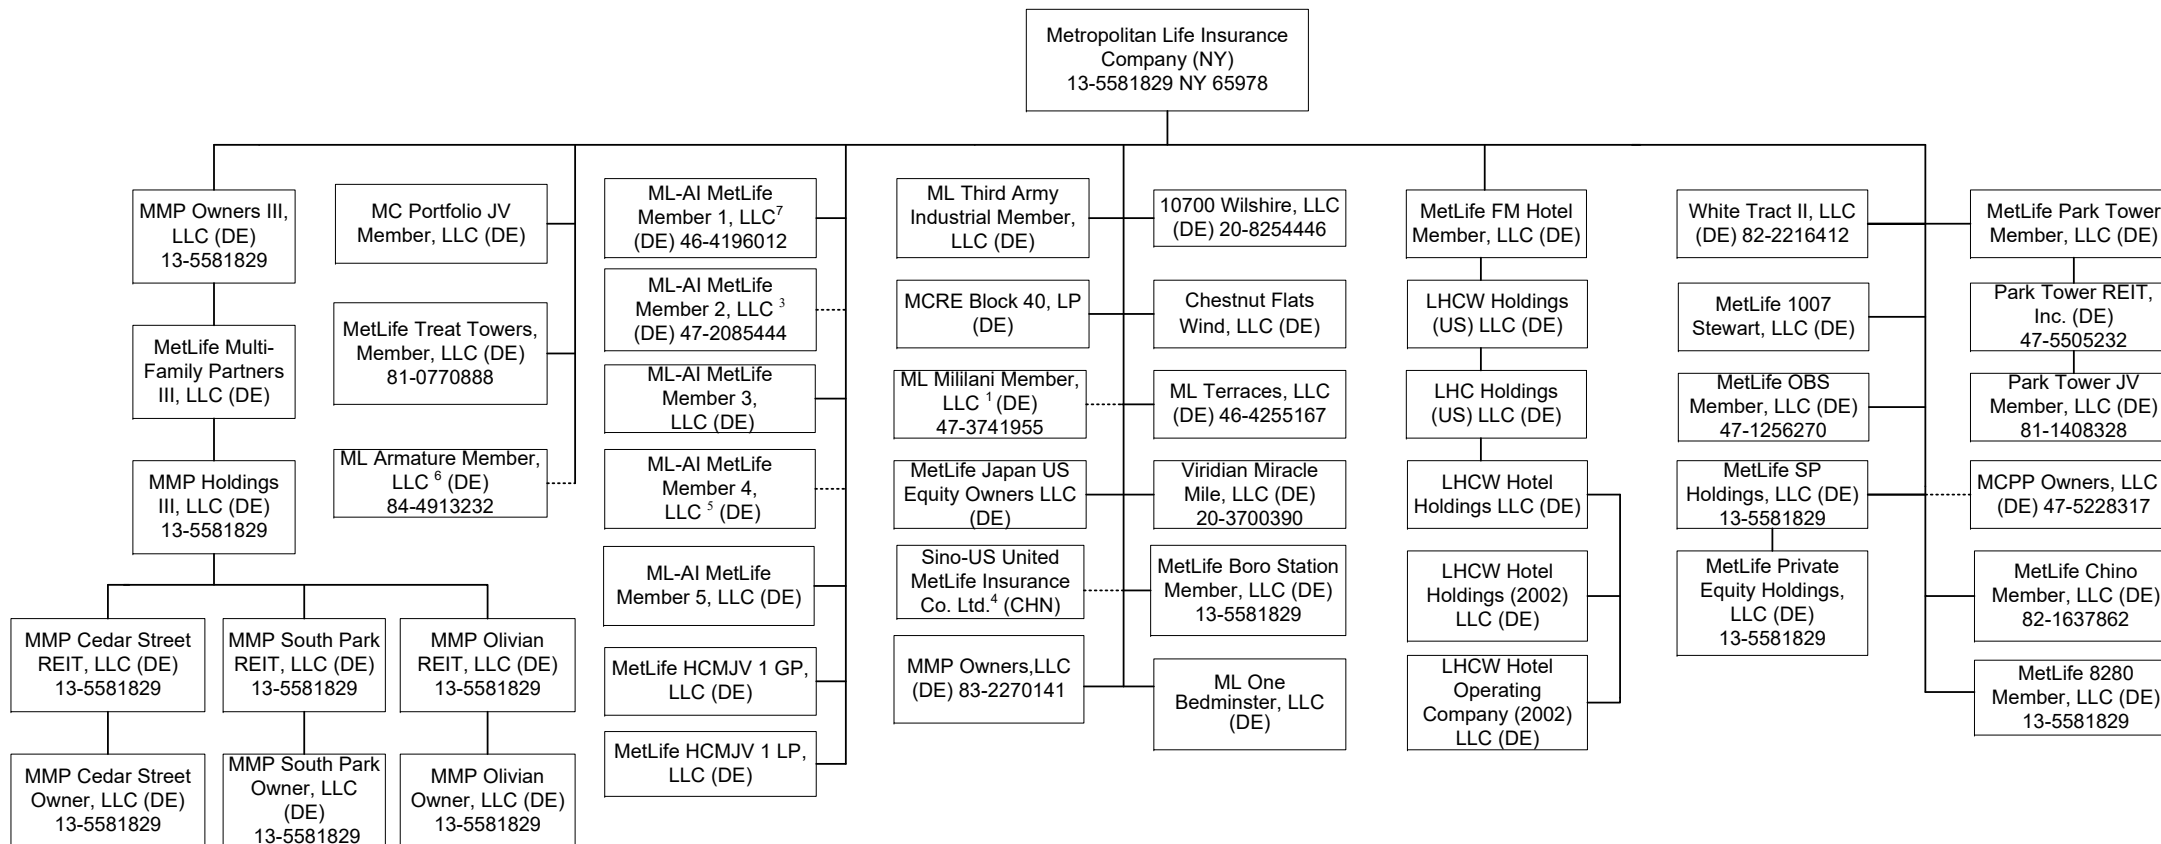 Metropolitan Life Insurance
Company (NY)
13-5581829 NY 65978
MMP Owners III,
LLC (DE)
13-5581829
MetLife Multi-
Family Partners
III, LLC (DE)
MMP Holdings
III, LLC (DE)
13-5581829
MMP Cedar Street
REIT, LLC (DE)
13-5581829
MMP South Park
REIT, LLC (DE)
13-5581829
MMP Olivian
REIT, LLC (DE)
13-5581829
MMP Cedar Street
Owner, LLC (DE)
13-5581829
MMP South Park
Owner, LLC
(DE)
13-5581829
MMP Olivian
Owner, LLC (DE)
13-5581829
MC Portfolio JV
Member, LLC (DE)
MetLife Treat Towers,
Member, LLC (DE)
81-0770888
ML Armature Member,
LLC 6 (DE)
84-4913232
ML-AI MetLife
Member 1, LLC7
(DE) 46-4196012
ML-AI MetLife
Member 2, LLC 3
(DE) 47-2085444
ML-AI MetLife
Member 3,
LLC (DE)
ML-AI MetLife
Member 4,
LLC 5 (DE)
ML-AI MetLife
Member 5, LLC (DE)
MetLife HCMJV 1 GP,
LLC (DE)
MetLife HCMJV 1 LP,
LLC (DE)
ML Third Army
Industrial Member,
LLC (DE)
MCRE Block 40, LP
(DE)
ML Mililani Member,
LLC 1 (DE)
47-3741955
MetLife Japan US
Equity Owners LLC
(DE)
Sino-US United
MetLife Insurance
Co. Ltd.4 (CHN)
MMP Owners,LLC
(DE) 83-2270141
10700 Wilshire, LLC
(DE) 20-8254446
Chestnut Flats
Wind, LLC (DE)
ML Terraces, LLC
(DE) 46-4255167
Viridian Miracle
Mile, LLC (DE)
20-3700390
MetLife Boro Station
Member, LLC (DE)
13-5581829
ML One
Bedminster, LLC
(DE)
MetLife FM Hotel
Member, LLC (DE)
LHCW Holdings
(US) LLC (DE)
LHC Holdings
(US) LLC (DE)
LHCW Hotel
Holdings LLC (DE)
LHCW Hotel
Holdings (2002)
LLC (DE)
LHCW Hotel
Operating
Company (2002)
LLC (DE)
White Tract II, LLC
(DE) 82-2216412
MetLife 1007
Stewart, LLC (DE)
MetLife OBS
Member, LLC (DE)
47-1256270
MetLife SP
Holdings, LLC (DE)
13-5581829
MetLife Private
Equity Holdings,
LLC (DE)
13-5581829
MetLife Park Tower
Member, LLC (DE)
Park Tower REIT,
Inc. (DE)
47-5505232
Park Tower JV
Member, LLC (DE)
81-1408328
MCPP Owners, LLC
(DE) 47-5228317
MetLife Chino
Member, LLC (DE)
82-1637862
MetLife 8280
Member, LLC (DE)
13-5581829